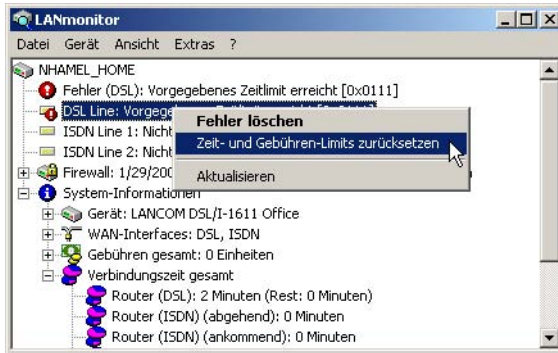 LANmonitor
Datei Gerät Ansicht Extras ?
NHAMEL_HOME
Fehler (DSL): Vorgegebenes Zeitlimit erreicht [0x0111]
DSL Line: Vorgege
Fehler löschen
ISDN Line 1: Nicht
Zeit- und Gebühren-Limits zurücksetzen
ISDN Line 2: Nicht
Aktualisieren
Firewall: 1/29/200
System-Informationen
Gerät: LANCOM DSL/I-1611 Office
WAN-Interfaces: DSL, ISDN
Gebühren gesamt: 0 Einheiten
Verbindungszeit gesamt
Router (DSL): 2 Minuten (Rest: 0 Minuten)
Router (ISDN) (abgehend): 0 Minuten
Router (ISDN) (ankommend): 0 Minuten